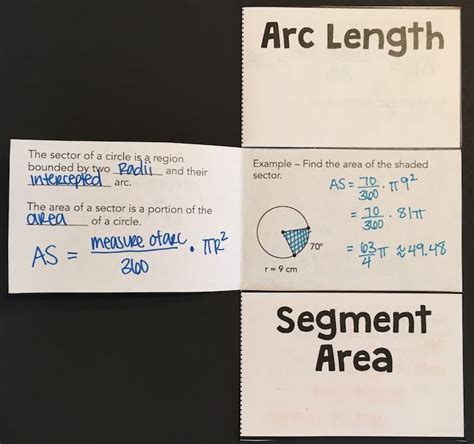 Arc Length
The sector of a circle is a region
bounded by two Radii and their
intercepted arc.
The area of a sector is a portion of the
area of a circle.
AS = measure of arc / 360 · πR²
Example – Find the area of the shaded
sector.
AS = 70/360 · π9²
= 70/360 · 81π
= 63/4 π ≈ 49.48
70°
r = 9 cm
Segment
Area